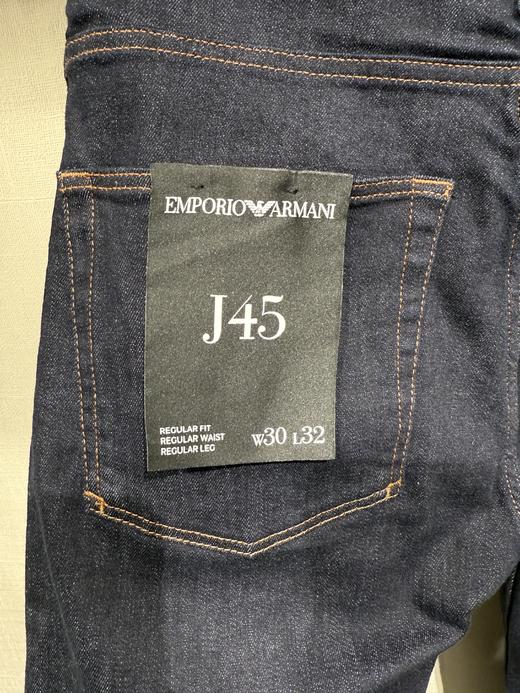 EMPORIO ARMANI
J45
REGULAR FIT
REGULAR WAIST
REGULAR LEG
W30 L32